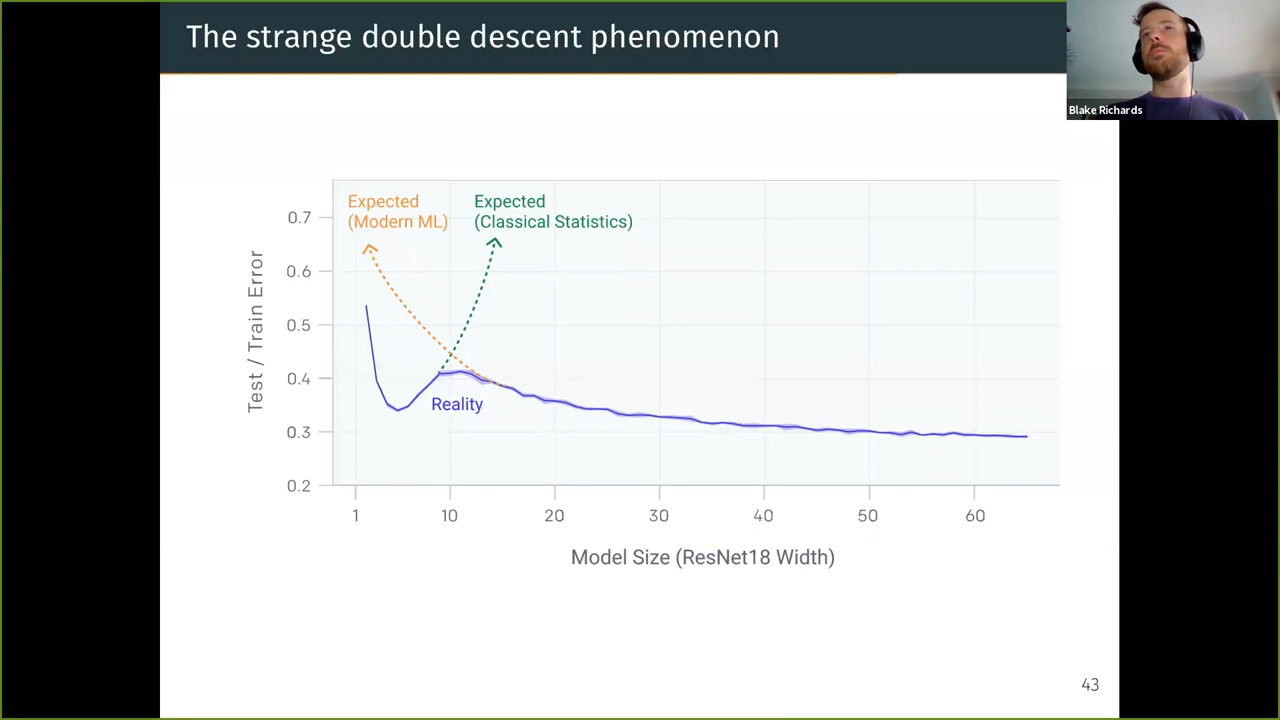 The strange double descent phenomenon
Blake Richards
Expected
(Modern ML)
Expected
(Classical Statistics)
0.7
0.6
0.5
0.4
0.3
0.2
Test / Train Error
Reality
1 10 20 30 40 50 60
Model Size (ResNet18 Width)
43